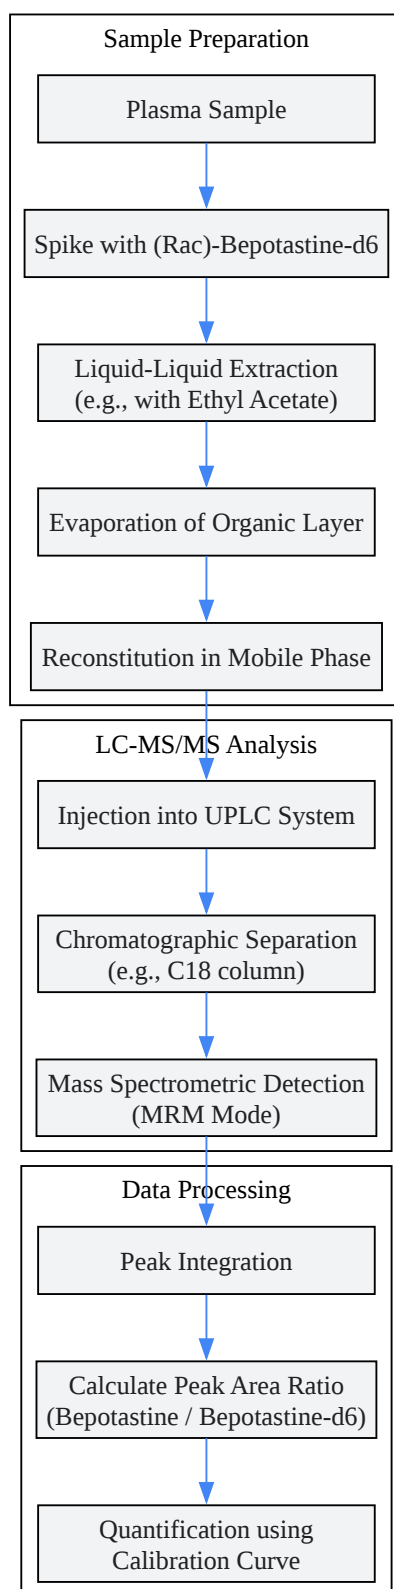 Sample Preparation
Plasma Sample
Spike with (Rac)-Bepotastine-d6
Liquid-Liquid Extraction
(e.g., with Ethyl Acetate)
Evaporation of Organic Layer
Reconstitution in Mobile Phase
LC-MS/MS Analysis
Injection into UPLC System
Chromatographic Separation
(e.g., C18 column)
Mass Spectrometric Detection
(MRM Mode)
Data Processing
Peak Integration
Calculate Peak Area Ratio
(Bepotastine / Bepotastine-d6)
Quantification using
Calibration Curve